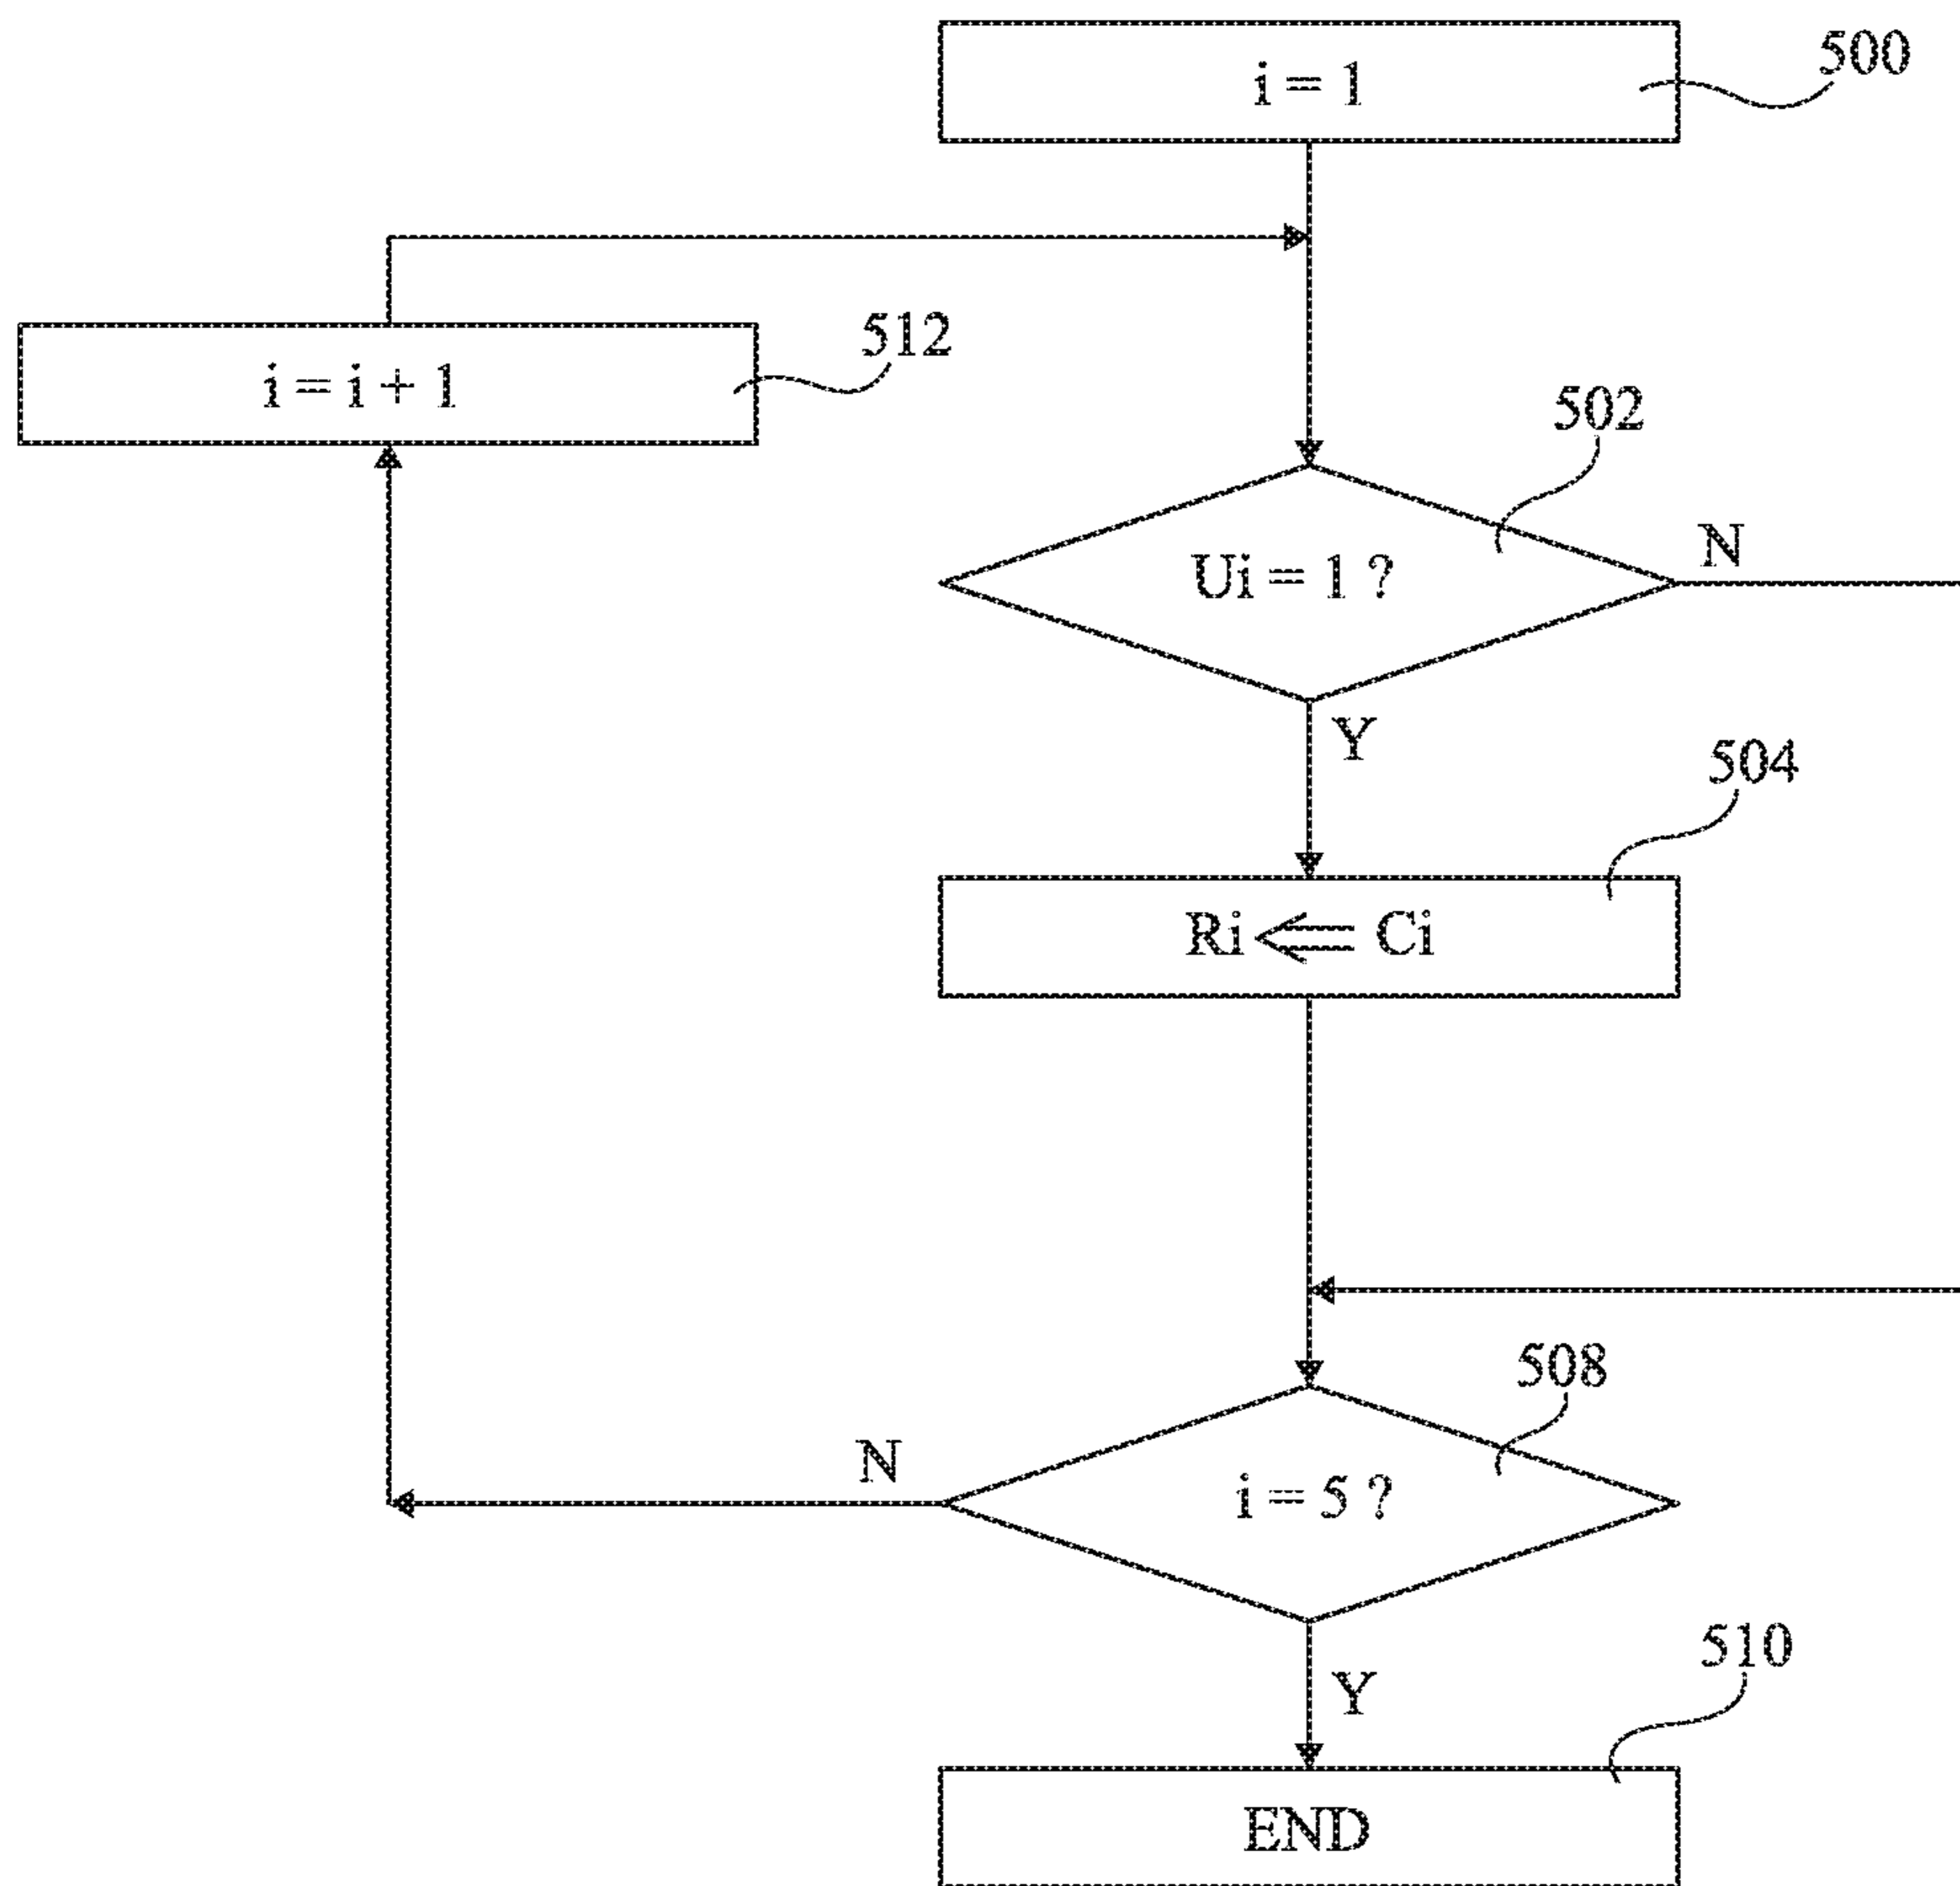 i = 1
500
i = i + 1
512
502
Ui = 1 ?
N
Y
504
Ri ⇐ Ci
508
N
i = 5 ?
510
Y
END